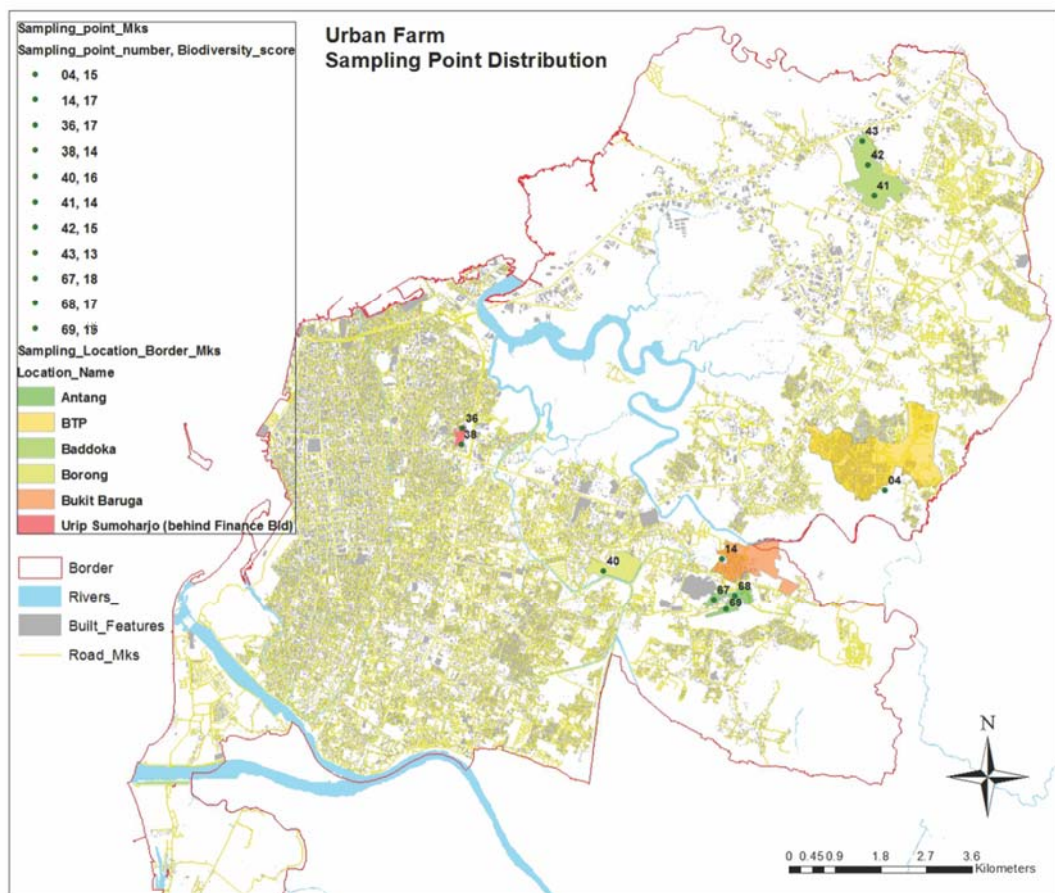 Sampling_point_Mks
Sampling_point_number, Biodiversity_score
04, 15
14, 17
36, 17
38, 14
40, 16
41, 14
42, 15
43, 13
67, 18
68, 17
69,
Sampling_Location_Border_Mks
Location_Name
Antang
BTP
Baddoka
Borong
Bukit Baruga
Urip Sumoharjo (behind Finance Bld)
Border
Rivers_
Built_Features
Road_Mks
Urban Farm
Sampling Point Distribution
43
42
41
36
38
04
14
40
67
68
69
N
0 0.45 0.9 1.8 2.7 3.6
Kilometers